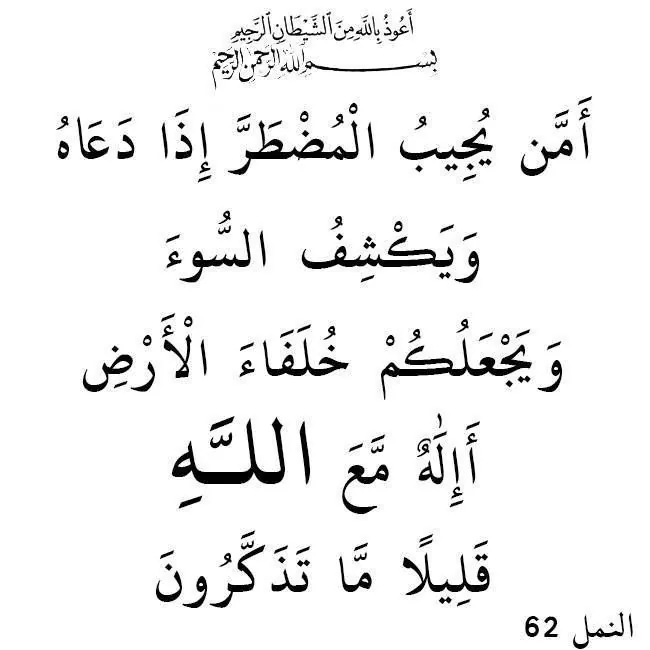 أَعُوذُ بِاللَّهِ مِنَ الشَّيْطَانِ الرَّجِيمِ
بِسْمِ اللَّهِ الرَّحْمَنِ الرَّحِيمِ
أَمَّن يُجِيبُ الْمُضْطَرَّ إِذَا دَعَاهُ
وَيَكْشِفُ السُّوءَ
وَيَجْعَلُكُمْ خُلَفَاءَ الْأَرْضِ
أَإِلَٰهٌ مَّعَ اللَّهِ
قَلِيلًا مَّا تَذَكَّرُونَ
النمل 62